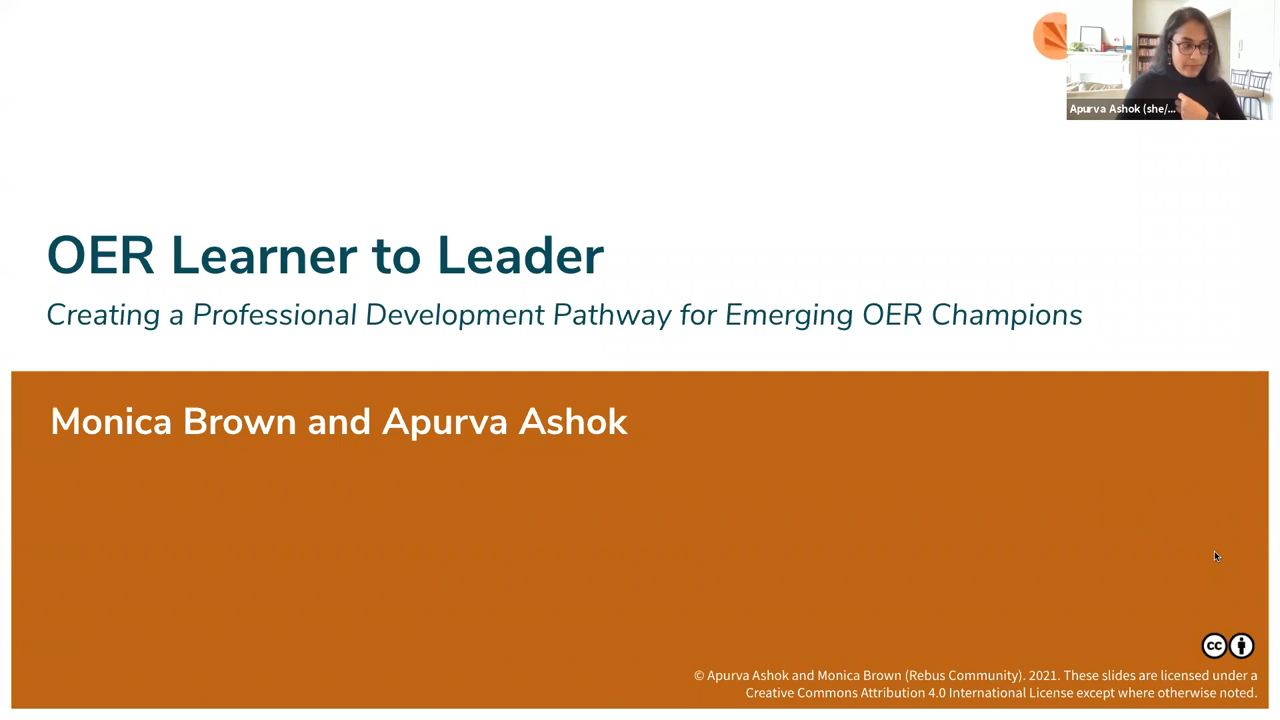 Apurva Ashok (she/...
OER Learner to Leader
Creating a Professional Development Pathway for Emerging OER Champions
Monica Brown and Apurva Ashok
cc
© Apurva Ashok and Monica Brown (Rebus Community). 2021. These slides are licensed under a
Creative Commons Attribution 4.0 International License except where otherwise noted.